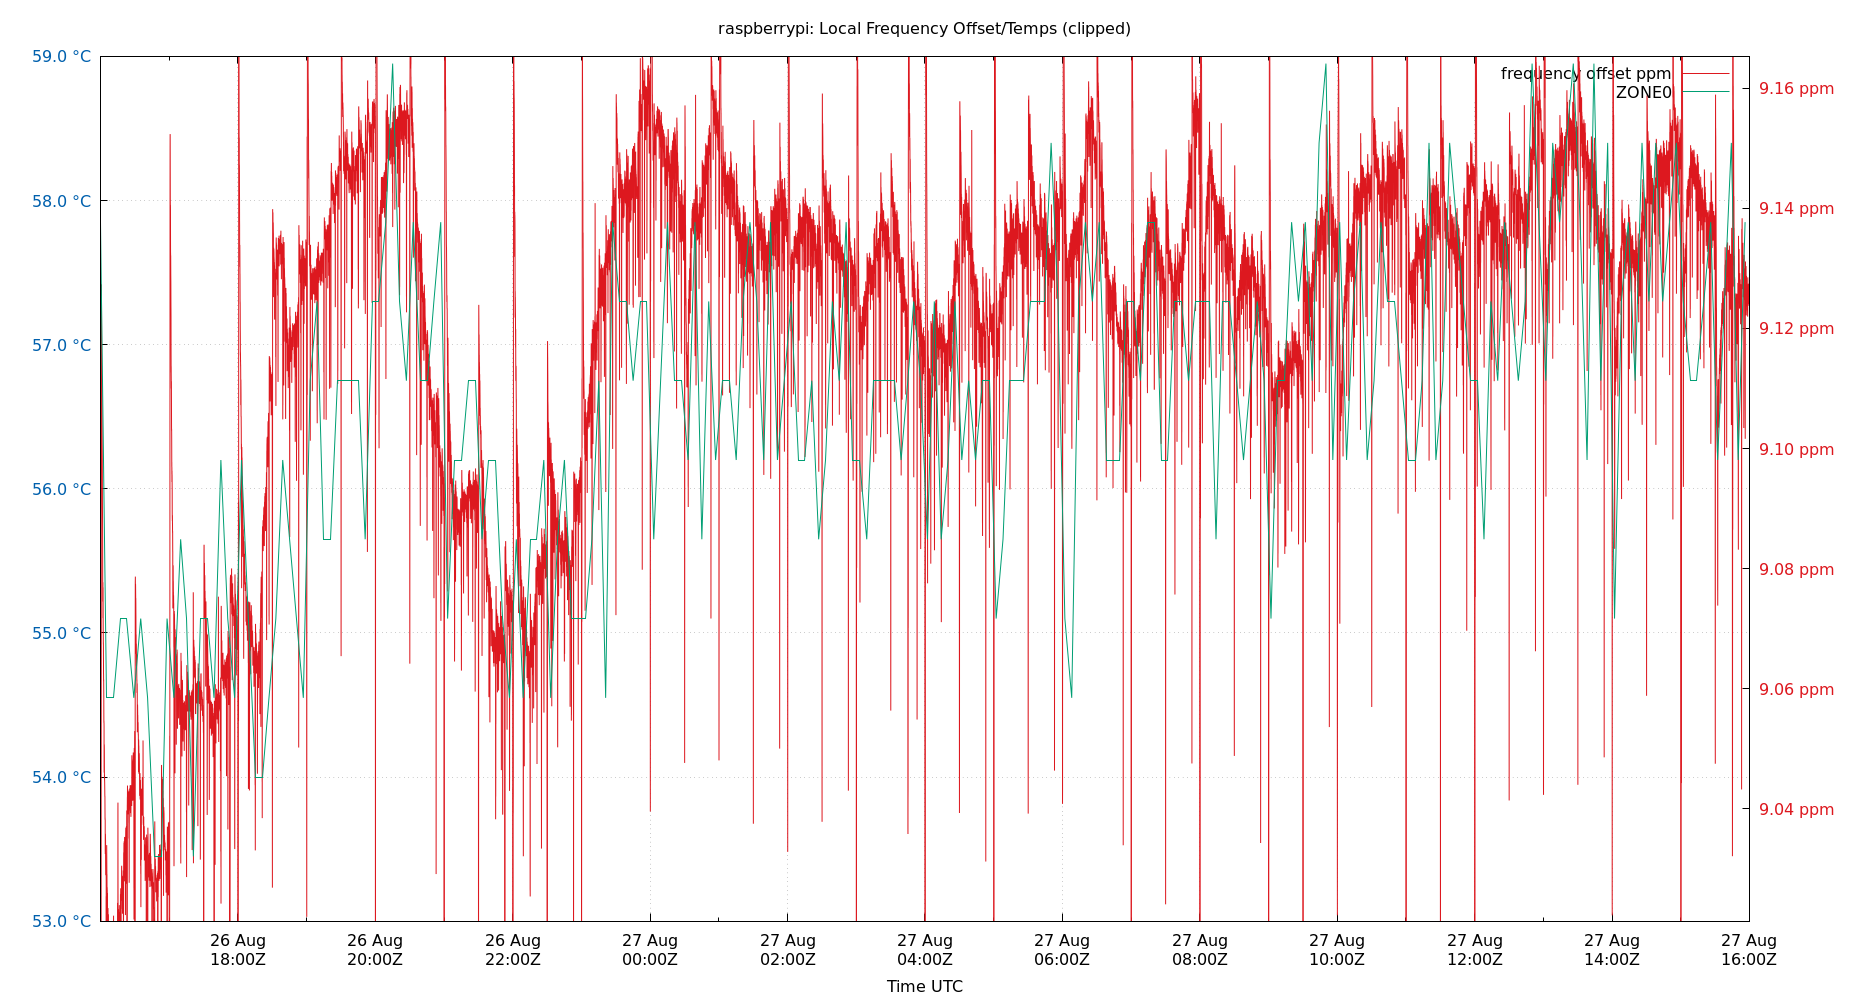 raspberrypi: Local Frequency Offset/Temps (clipped)
59.0 °C
58.0 °C
57.0 °C
56.0 °C
55.0 °C
54.0 °C
53.0 °C
frequency offset ppm
ZONE0
9.16 ppm
9.14 ppm
9.12 ppm
9.10 ppm
9.08 ppm
9.06 ppm
9.04 ppm
26 Aug
18:00Z
26 Aug
20:00Z
26 Aug
22:00Z
27 Aug
00:00Z
27 Aug
02:00Z
27 Aug
04:00Z
27 Aug
06:00Z
27 Aug
08:00Z
27 Aug
10:00Z
27 Aug
12:00Z
27 Aug
14:00Z
27 Aug
16:00Z
Time UTC